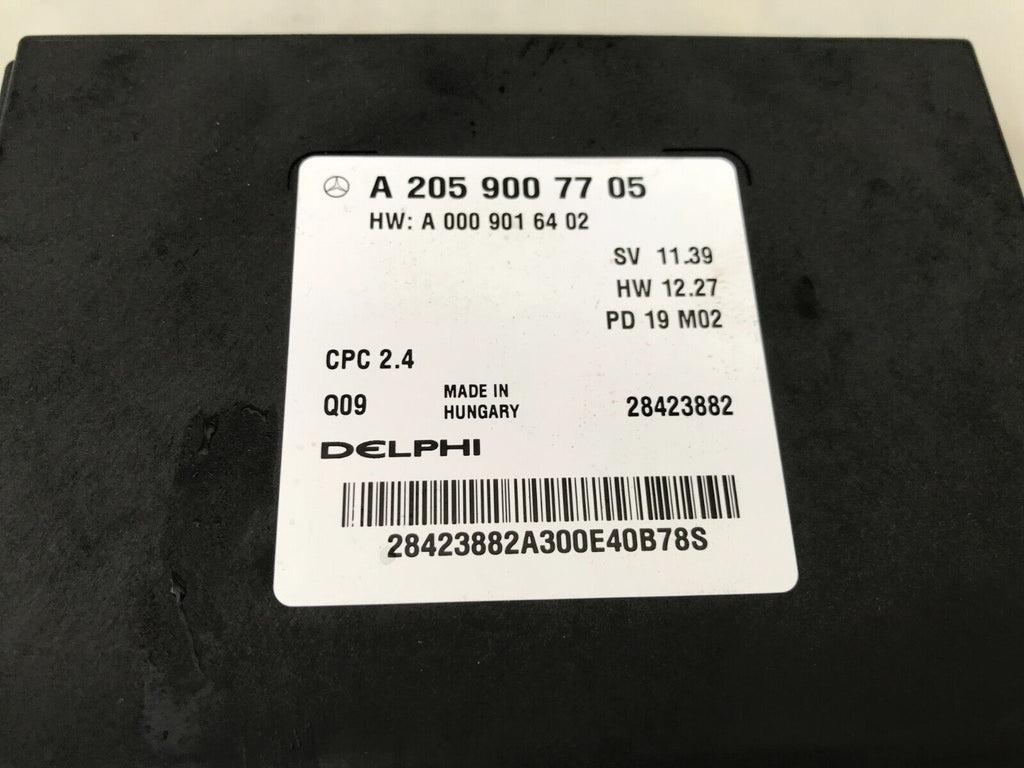 A 205 900 77 05
HW: A 000 901 64 02
SV 11.39
HW 12.27
PD 19 M02
CPC 2.4
Q09
MADE IN
HUNGARY
28423882
DELPHI
28423882A300E40B78S